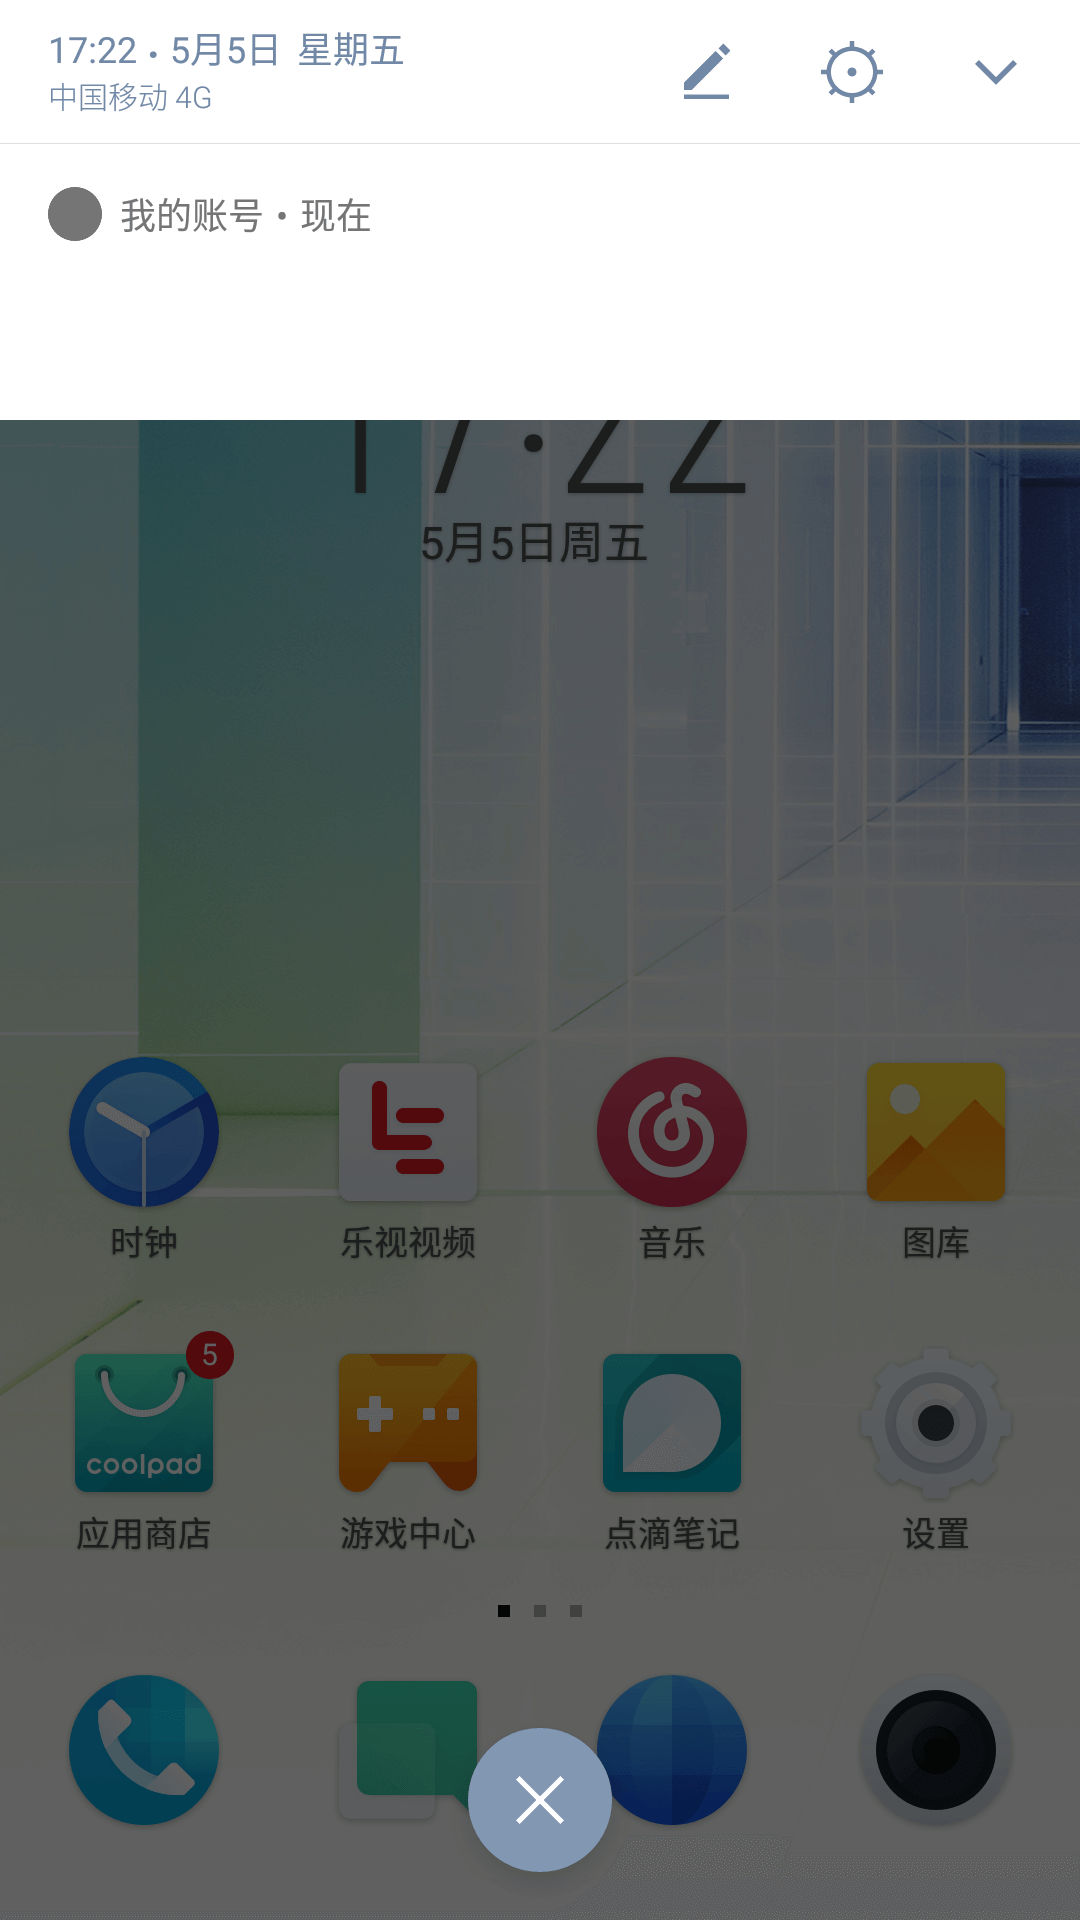 17:22 • 5月5日 星期五
中国移动 4G
我的账号 • 现在
17:22
5月5日周五
时钟 乐视视频 音乐 图库
5
coolpad
应用商店 游戏中心 点滴笔记 设置